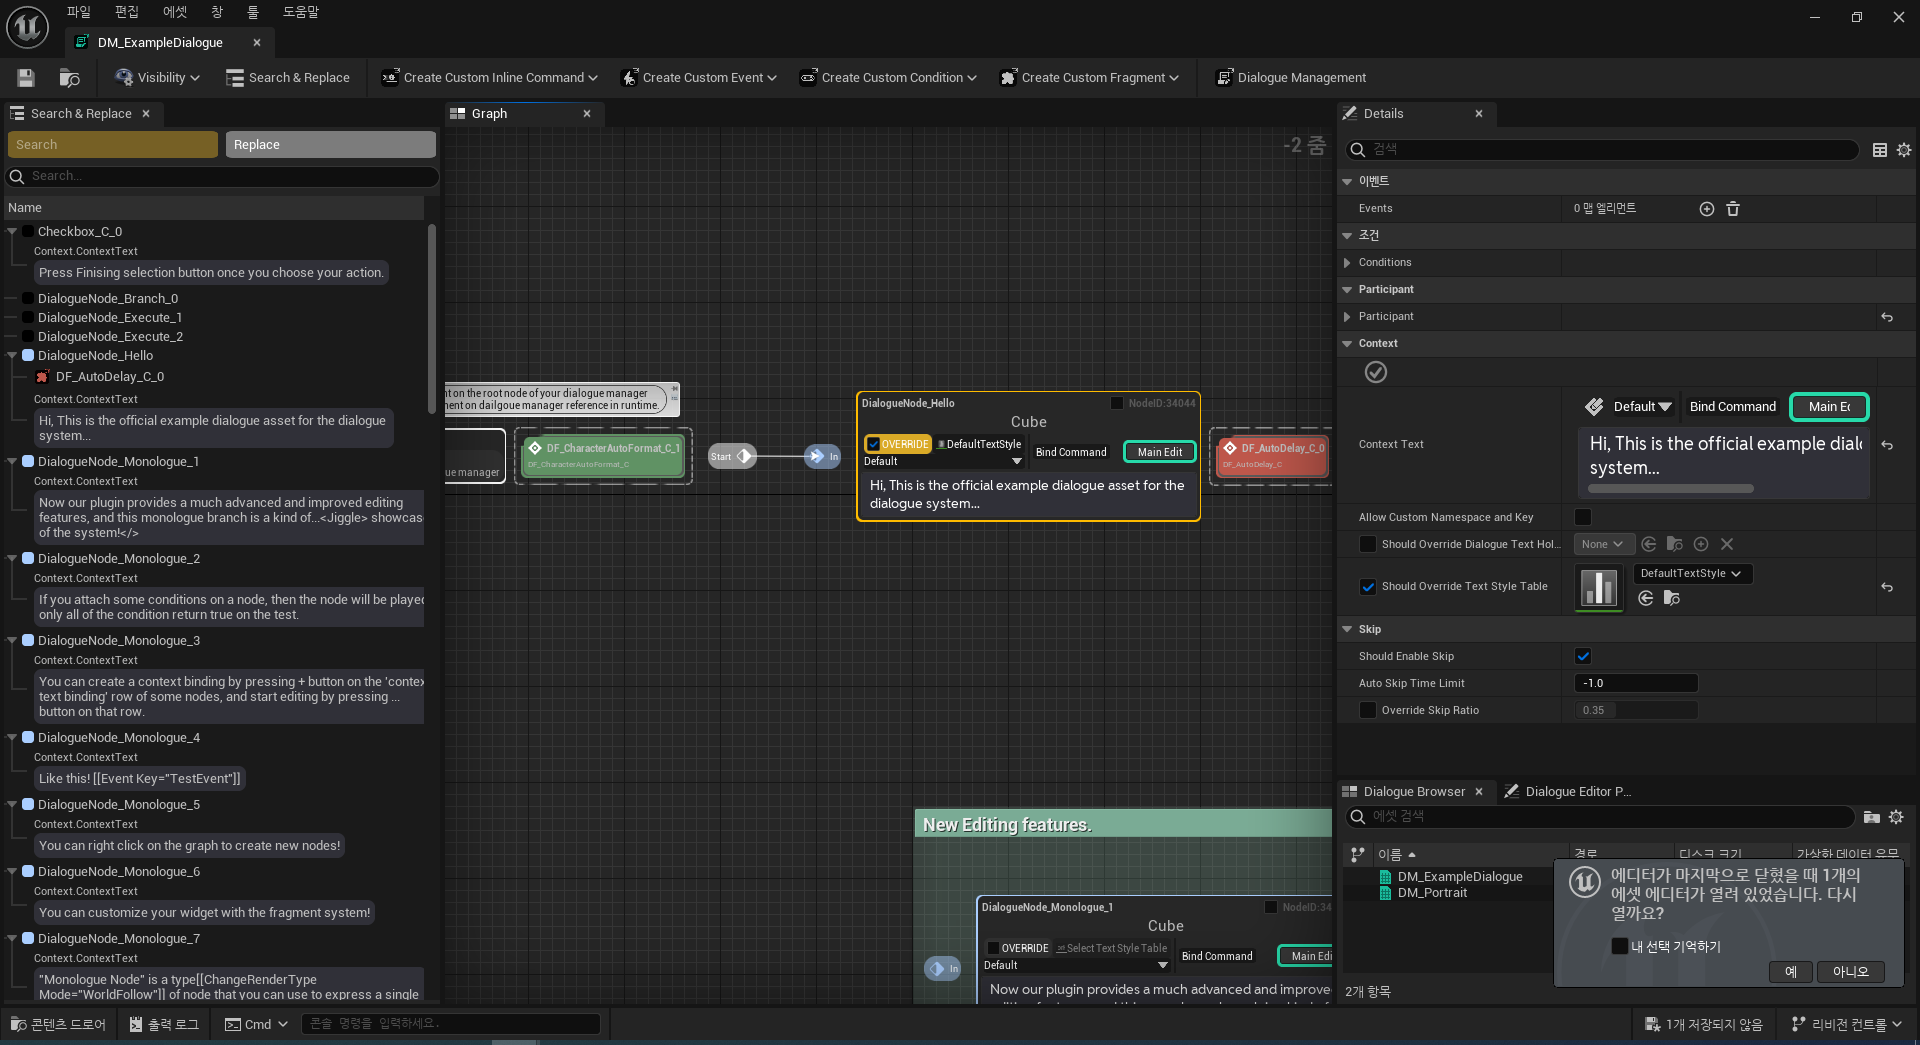 파일 편집 에셋 창 툴 도움말
DM_ExampleDialogue
Visibility
Search & Replace
Create Custom Inline Command
Create Custom Event
Create Custom Condition
Create Custom Fragment
Dialogue Management
Search & Replace
Search
Replace
Search...
Name
Checkbox_C_0
Context.ContextText
Press Finising selection button once you choose your action.
DialogueNode_Branch_0
DialogueNode_Execute_1
DialogueNode_Execute_2
DialogueNode_Hello
DF_AutoDelay_C_0
Context.ContextText
Hi, This is the official example dialogue asset for the dialogue
system...
DialogueNode_Monologue_1
Context.ContextText
Now our plugin provides a much advanced and improved editing
features, and this monologue branch is a kind of...<Jiggle> showcas
of the system!</>
DialogueNode_Monologue_2
Context.ContextText
If you attach some conditions on a node, then the node will be playe
only all of the condition return true on the test.
DialogueNode_Monologue_3
Context.ContextText
You can create a context binding by pressing + button on the 'contex
text binding' row of some nodes, and start editing by pressing ...
button on that row.
DialogueNode_Monologue_4
Context.ContextText
Like this! [[Event Key="TestEvent"]]
DialogueNode_Monologue_5
Context.ContextText
You can right click on the graph to create new nodes!
DialogueNode_Monologue_6
Context.ContextText
You can customize your widget with the fragment system!
DialogueNode_Monologue_7
Context.ContextText
"Monologue Node" is a type[[ChangeRenderType
Mode="WorldFollow"]] of node that you can use to express a single
Graph
-2 줌
nt on the root node of your dialogue manager
ment on dailgoue manager reference in runtime.
ue manager
DF_CharacterAutoFormat_C_1
DF_CharacterAutoFormat_C
Start
In
DialogueNode_Hello
NodeID:34044
Cube
OVERRIDE
DefaultTextStyle
Default
Bind Command
Main Edit
Hi, This is the official example dialogue asset for the
dialogue system...
DF_AutoDelay_C_0
DF_AutoDelay_C
New Editing features.
DialogueNode_Monologue_1
NodeID:34
Cube
OVERRIDE
Select Text Style Table
Default
Bind Command
Main Edi
In
Now our plugin provides a much advanced and improve
Details
검색
이벤트
Events
0 맵 엘리먼트
조건
Conditions
Participant
Participant
Context
Default
Bind Command
Main Ec
Context Text
Hi, This is the official example dial
system...
Allow Custom Namespace and Key
Should Override Dialogue Text Hol...
None
Should Override Text Style Table
DefaultTextStyle
Skip
Should Enable Skip
Auto Skip Time Limit
-1.0
Override Skip Ratio
0.35
Dialogue Browser
Dialogue Editor P...
에셋 검색
이름 경로 디스크 크기 가상화 데이터 유무
DM_ExampleDialogue
DM_Portrait
2개 항목
에디터가 마지막으로 닫혔을 때 1개의
에셋 에디터가 열려 있었습니다. 다시
열까요?
내 선택 기억하기
예
아니오
콘텐츠 드로어
출력 로그
Cmd
콘솔 명령을 입력하세요.
1개 저장되지 않음
리비전 컨트롤